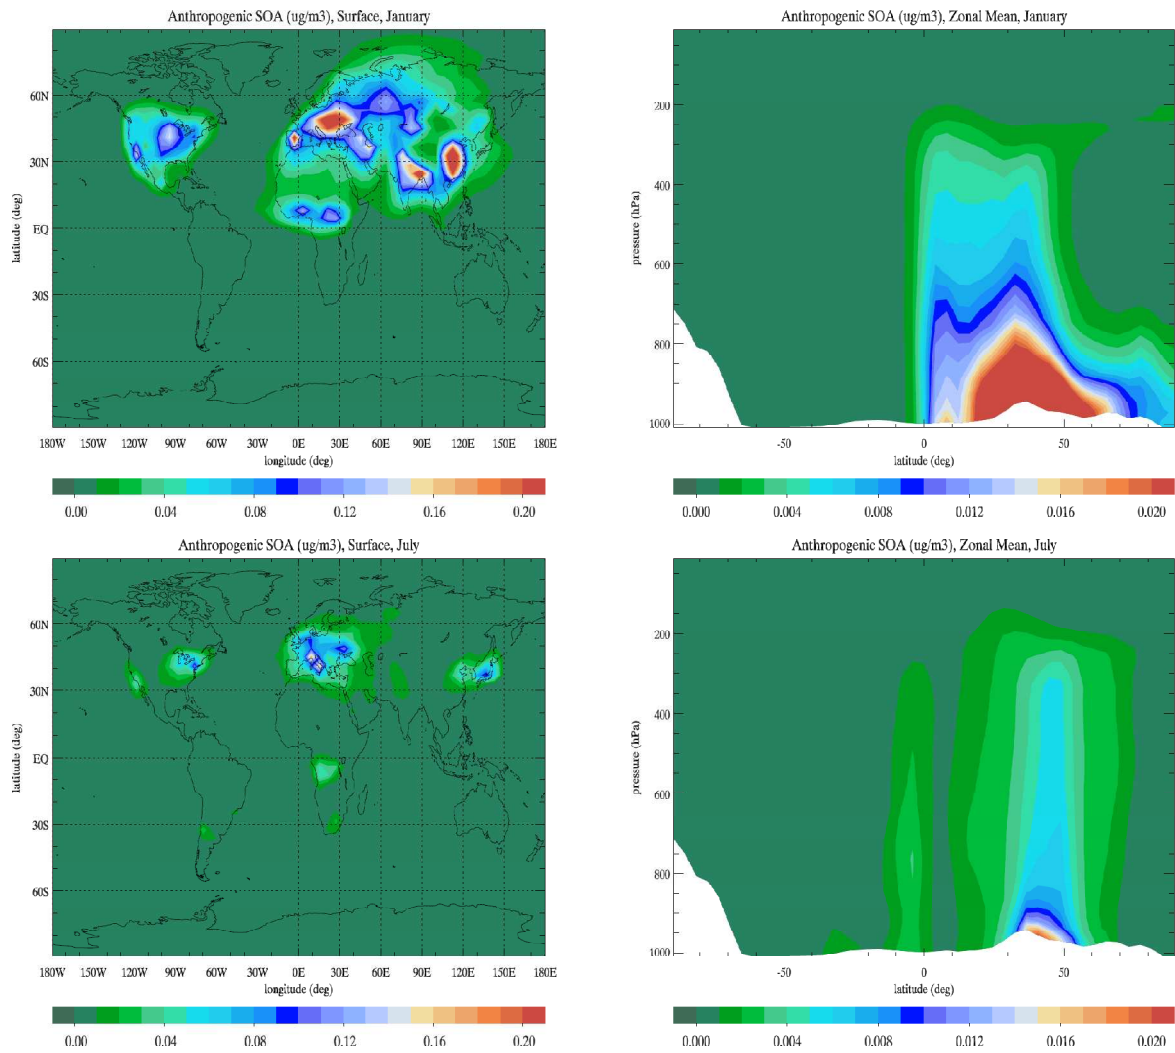 Anthropogenic SOA (ug/m3), Surface, January
latitude (deg)
60N
30N
EQ
30S
60S
180W 150W 120W 90W 60W 30W 0E 30E 60E 90E 120E 150E 180E
longitude (deg)
0.00 0.04 0.08 0.12 0.16 0.20
Anthropogenic SOA (ug/m3), Zonal Mean, January
pressure (hPa)
200
400
600
800
1000
-50 0 50
latitude (deg)
0.000 0.004 0.008 0.012 0.016 0.020
Anthropogenic SOA (ug/m3), Surface, July
latitude (deg)
60N
30N
EQ
30S
60S
180W 150W 120W 90W 60W 30W 0E 30E 60E 90E 120E 150E 180E
longitude (deg)
0.00 0.04 0.08 0.12 0.16 0.20
Anthropogenic SOA (ug/m3), Zonal Mean, July
pressure (hPa)
200
400
600
800
1000
-50 0 50
latitude (deg)
0.000 0.004 0.008 0.012 0.016 0.020